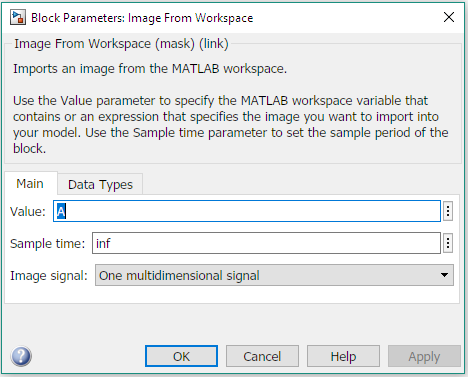 Block Parameters: Image From Workspace
Image From Workspace (mask) (link)
Imports an image from the MATLAB workspace.
Use the Value parameter to specify the MATLAB workspace variable that
contains or an expression that specifies the image you want to import into
your model. Use the Sample time parameter to set the sample period of the
block.
Main Data Types
Value: A
Sample time: inf
Image signal: One multidimensional signal
? OK Cancel Help Apply